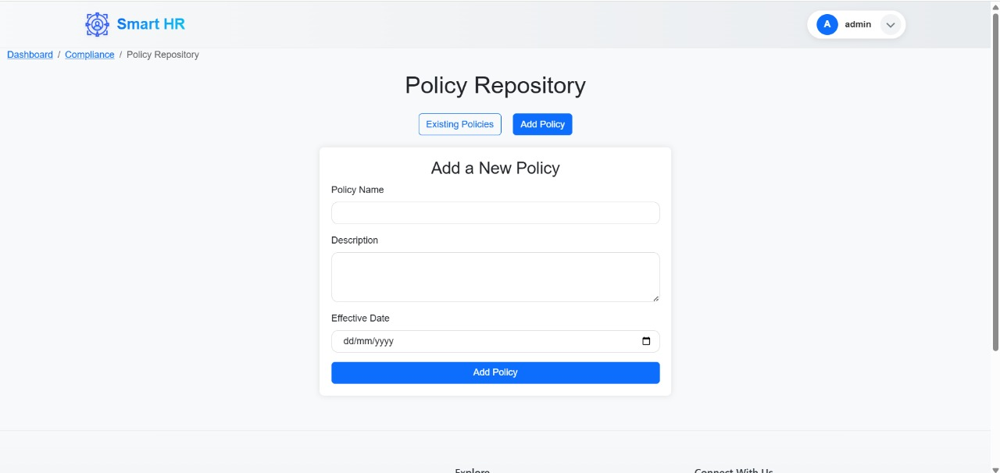 Smart HR
A admin
Dashboard / Compliance / Policy Repository
Policy Repository
Existing Policies Add Policy
Add a New Policy
Policy Name
Description
Effective Date
dd/mm/yyyy
Add Policy
Explore Connect With Us